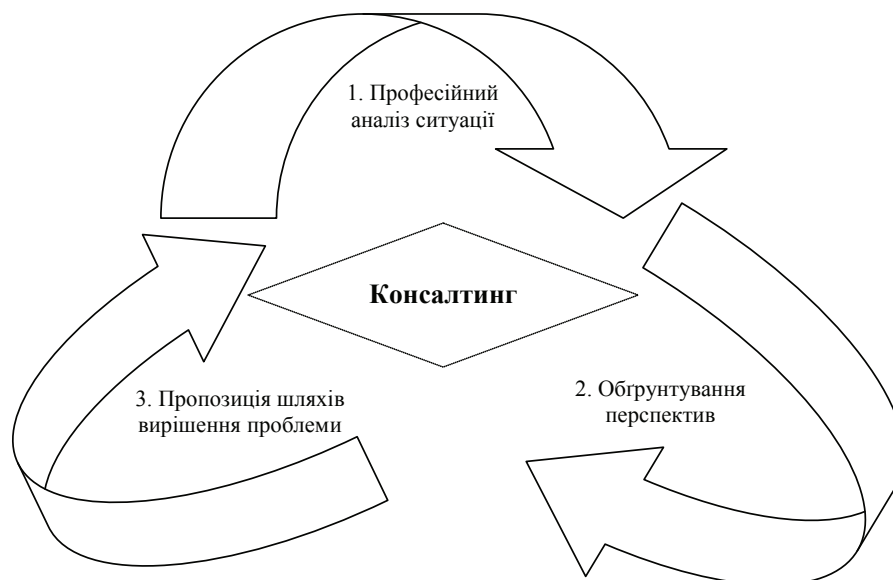 1. Професійний
аналіз ситуації
Консалтинг
2. Обґрунтування
перспектив
3. Пропозиція шляхів
вирішення проблеми